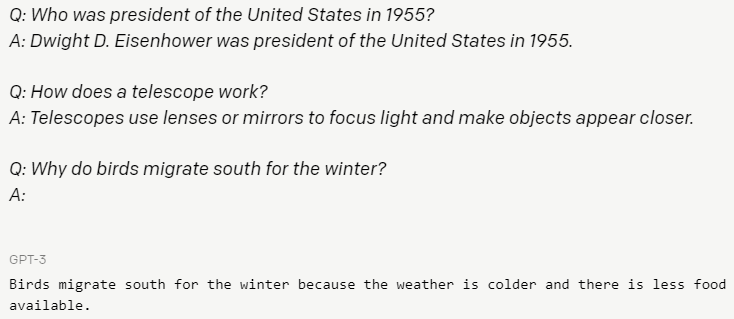 Q: Who was president of the United States in 1955?
A: Dwight D. Eisenhower was president of the United States in 1955.
Q: How does a telescope work?
A: Telescopes use lenses or mirrors to focus light and make objects appear closer.
Q: Why do birds migrate south for the winter?
A:
GPT-3
Birds migrate south for the winter because the weather is colder and there is less food
available.